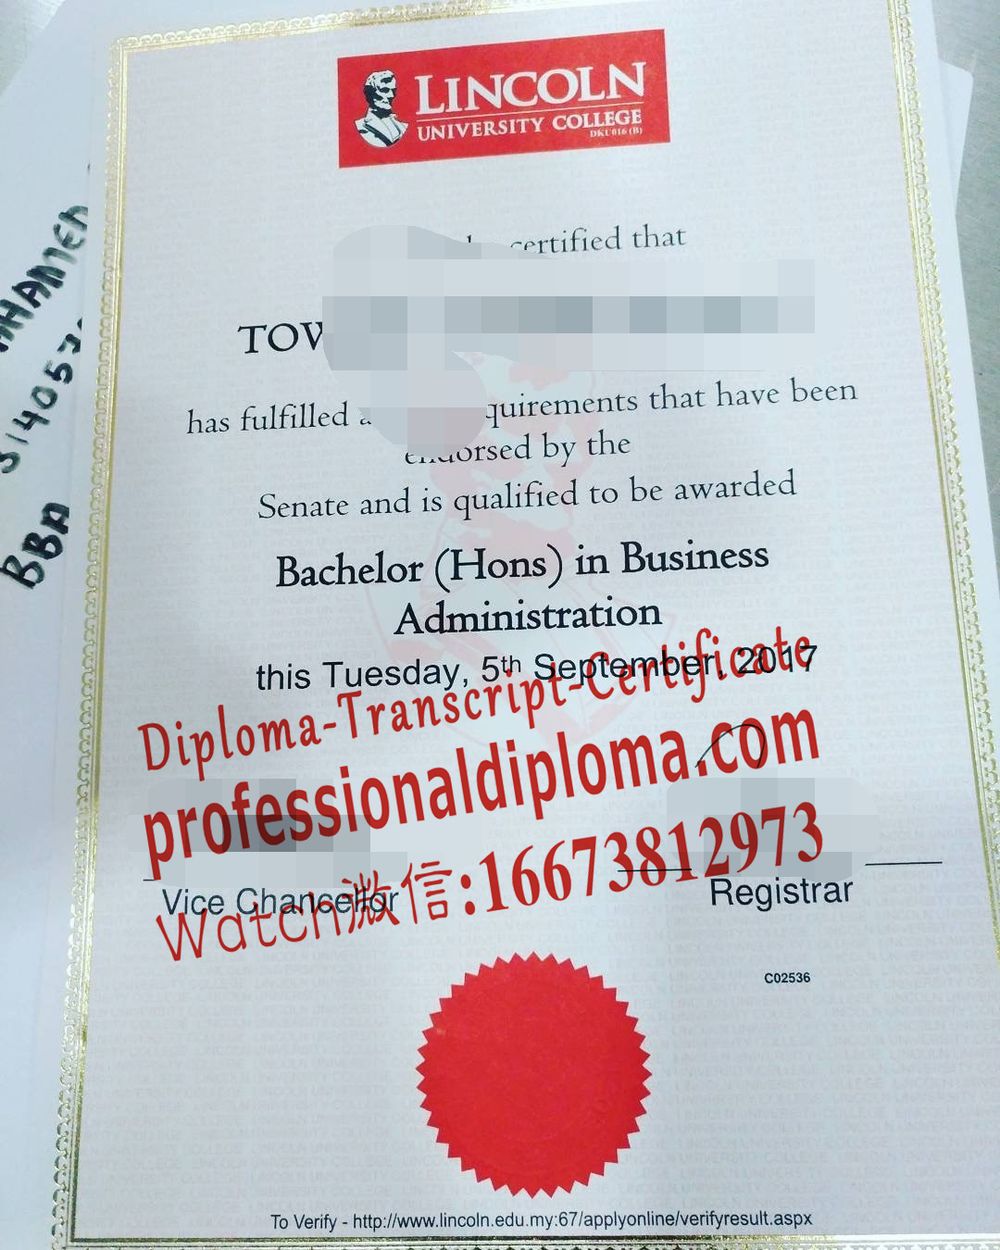 LINCOLN
UNIVERSITY COLLEGE
DKU016 (B)
certified that
has fulfilled
that have been
by the
Senate and is qualified to be awarded
Bachelor (Hons) in Business
Administration
this Tuesday, 5th September, 2017
Diploma-Transcript-Certificate
professionaldiploma.com
Watch微信:16673812973
Vice Chancellor
Registrar
C02536
To Verify - http://www.lincoln.edu.my:67/applyonline/verifyresult.aspx
BBA